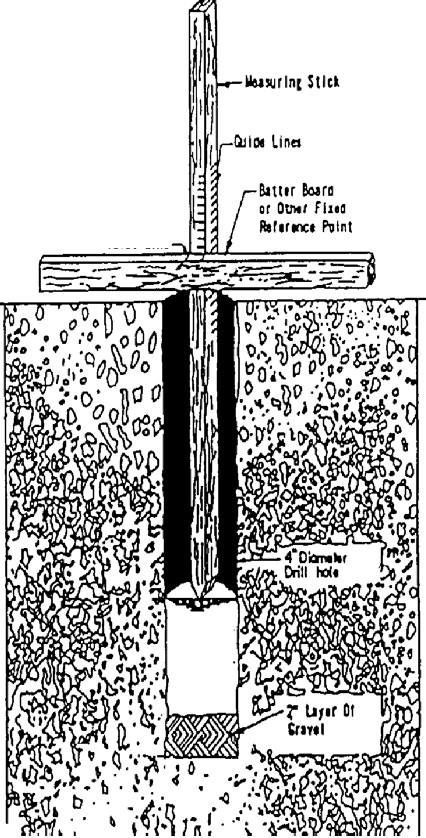 Measuring Stick
Guide Lines
Batter Board
or Other Fixed
Reference Point
4" Diameter
Drill hole
2" Layer Of
Gravel